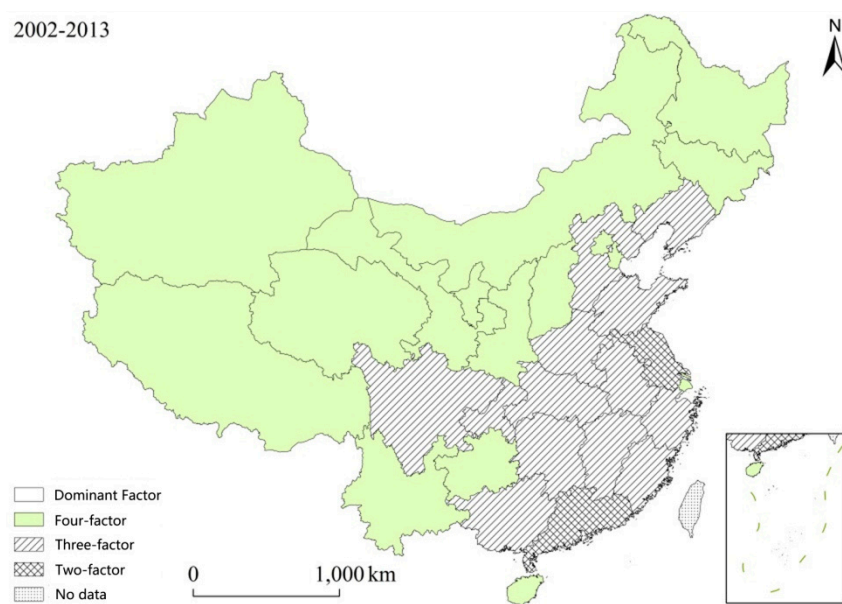 2002-2013
N
Dominant Factor
Four-factor
Three-factor
Two-factor
No data
0 1,000 km